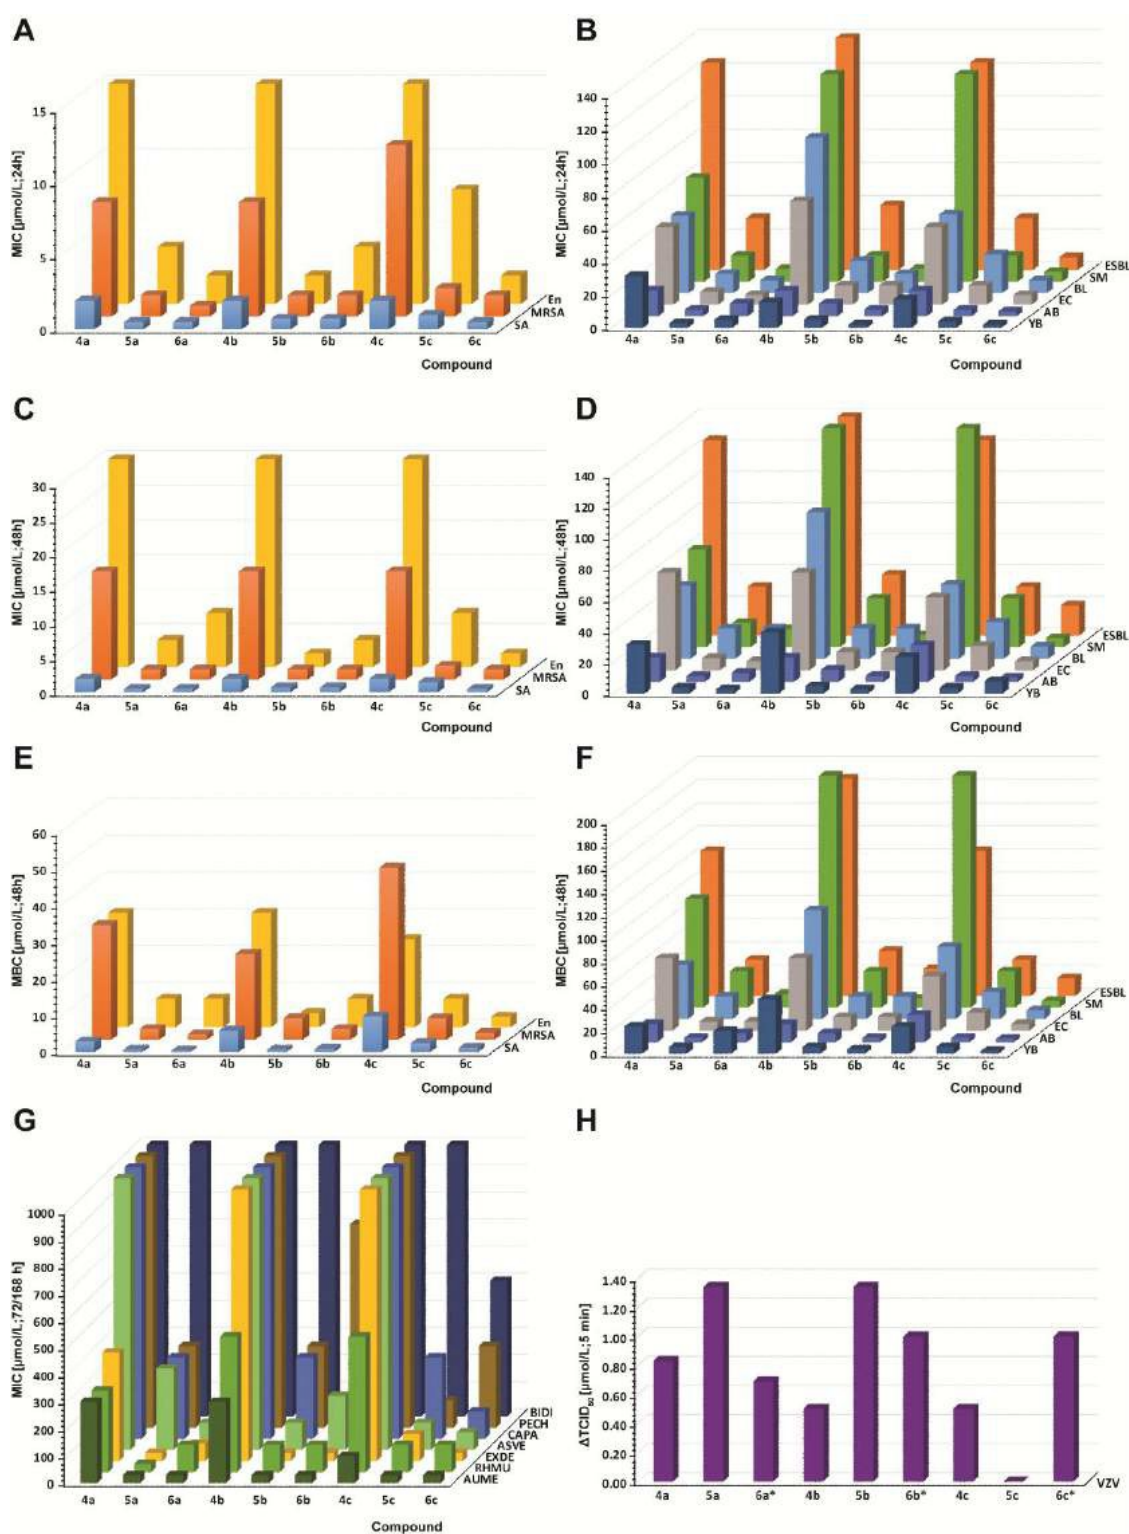 A
MIC [µmol/L;24h]
15
10
5
0
En
MRSA
SA
4a 5a 6a 4b 5b 6b 4c 5c 6c
Compound
B
MIC [µmol/L;24h]
140
120
100
80
60
40
20
0
ESBL
SM
BL
EC
AB
YB
4a 5a 6a 4b 5b 6b 4c 5c 6c
Compound
C
MIC [µmol/L;48h]
30
25
20
15
10
5
0
En
MRSA
SA
4a 5a 6a 4b 5b 6b 4c 5c 6c
Compound
D
MIC [µmol/L;48h]
140
120
100
80
60
40
20
0
ESBL
SM
BL
EC
AB
YB
4a 5a 6a 4b 5b 6b 4c 5c 6c
Compound
E
MBC [µmol/L;48h]
60
50
40
30
20
10
0
En
MRSA
SA
4a 5a 6a 4b 5b 6b 4c 5c 6c
Compound
F
MBC [µmol/L;48h]
200
180
160
140
120
100
80
60
40
20
0
ESBL
SM
BL
EC
AB
YB
4a 5a 6a 4b 5b 6b 4c 5c 6c
Compound
G
MIC [µmol/L;72/168 h]
1000
900
800
700
600
500
400
300
200
100
0
BIDI
PECH
CAPA
ASVE
EXDE
RHMU
AUME
4a 5a 6a 4b 5b 6b 4c 5c 6c
Compound
H
ΔTCID50 [µmol/L;5 min]
1.40
1.20
1.00
0.80
0.60
0.40
0.20
0.00
VZV
4a 5a 6a* 4b 5b 6b* 4c 5c 6c*